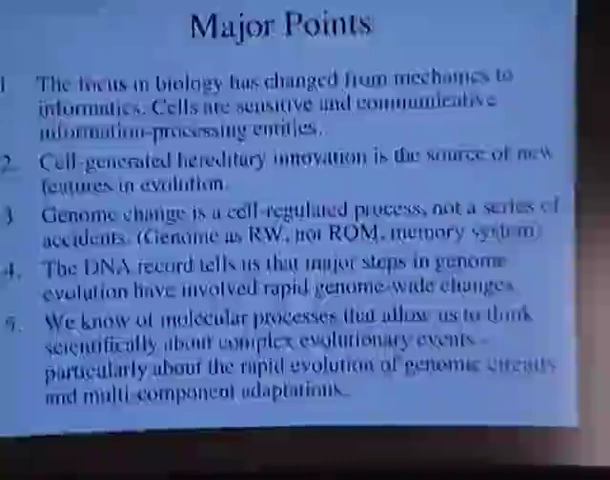 Major Points
1 The focus in biology has changed from mechanics to
informatics. Cells are sensitive and communicative
information-processing entities.
2. Cell-generated hereditary innovation is the source of new
features in evolution.
3 Genome change is a cell-regulated process, not a series of
accidents. (Genome as RW, not ROM, memory system)
4. The DNA record tells us that major steps in genome
evolution have involved rapid genome-wide changes.
5. We know of molecular processes that allow us to think
scientifically about complex evolutionary events -
particularly about the rapid evolution of genomic circuits
and multi-component adaptations.